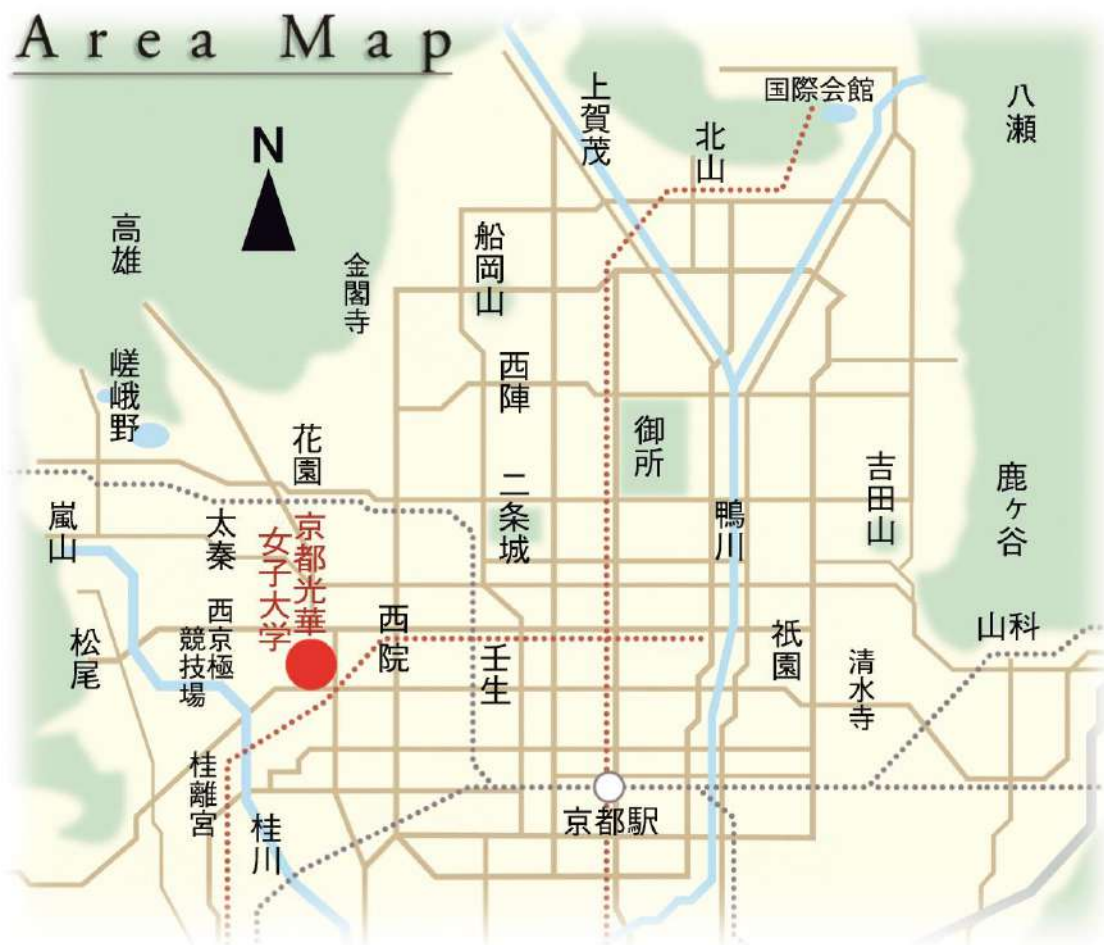 Area Map
N
国際会館
八瀬
上賀茂
北山
高雄
船岡山
金閣寺
嵯峨野
西陣
花園
御所
吉田山
鹿ヶ谷
二条城
嵐山
太秦
京都光華
女子大学
鴨川
西院
松尾
西京極
競技場
壬生
祇園
山科
清水寺
桂離宮
桂川
京都駅